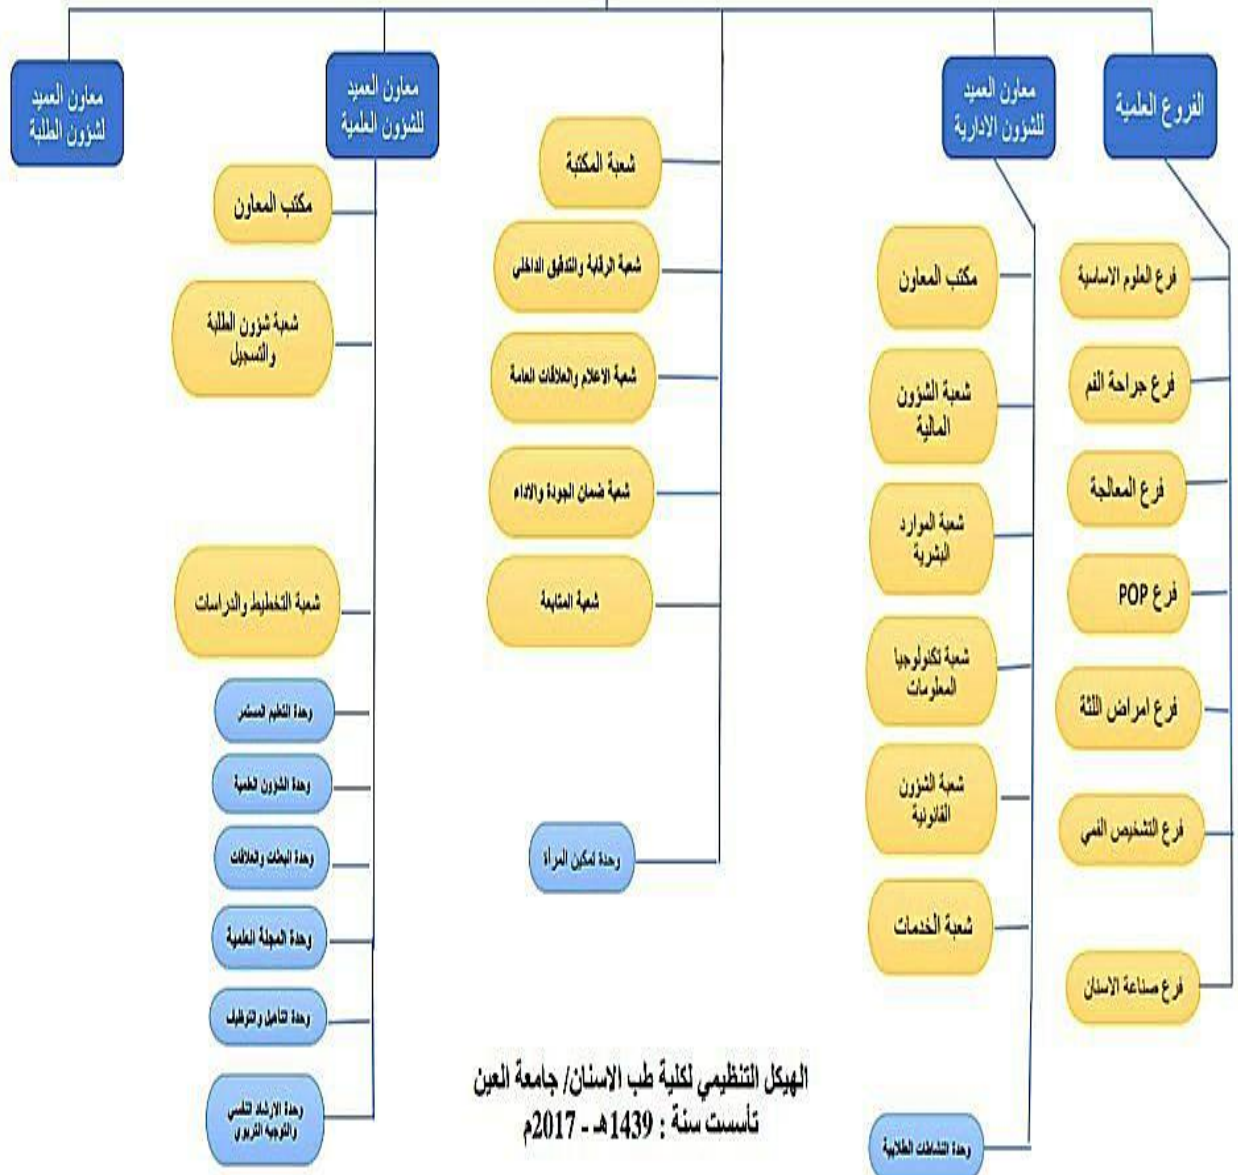 الفروع العلمية
معاون العميد
للشؤون الادارية
معاون العميد
للشؤون العلمية
معاون العميد
لشؤون الطلبة
فرع العلوم الاساسية
فرع جراحة الفم
فرع المعالجة
فرع POP
فرع امراض اللثة
فرع التشخيص الفمي
فرع صناعة الاسنان
مكتب المعاون
شعبة الشؤون
المالية
شعبة الموارد
البشرية
شعبة تكنولوجيا
المعلومات
شعبة الشؤون
القانونية
شعبة الخدمات
وحدة النشاطات الطلابية
شعبة المكتبة
شعبة الرقابة والتدقيق الداخلي
شعبة الاعلام والعلاقات العامة
شعبة ضمان الجودة والاداء
شعبة المتابعة
وحدة تمكين المرأة
مكتب المعاون
شعبة شؤون الطلبة
والتسجيل
شعبة التخطيط والدراسات
وحدة التعليم المستمر
وحدة الشؤون العلمية
وحدة البعثات والعلاقات
وحدة المجلة العلمية
وحدة التأهيل والتوظيف
وحدة الارشاد النفسي
والتوجيه التربوي
الهيكل التنظيمي لكلية طب الاسنان/ جامعة العين
تأسست سنة : 1439هـ - 2017م